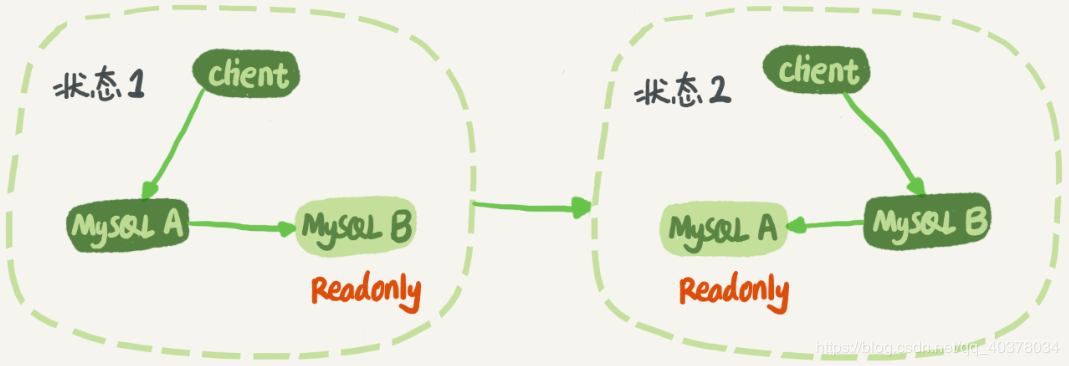 状态1
client
MySQL A
MySQL B
Readonly
状态2
client
MySQL A
MySQL B
Readonly
https://blog.csdn.net/qq_40378034